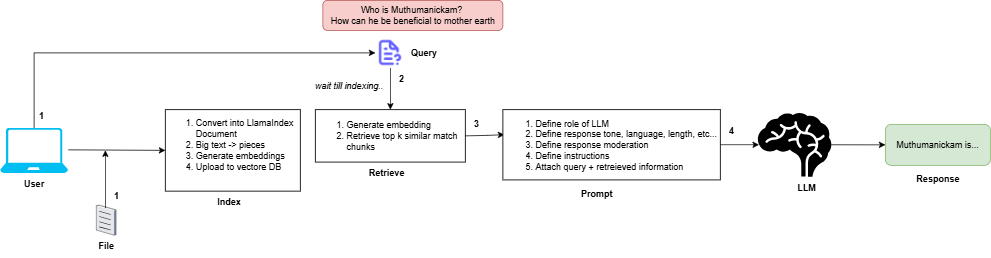 Who is Muthumanickam?
How can he be beneficial to mother earth
Query
1
2
wait till indexing..
User
1
File
1. Convert into LlamaIndex
Document
2. Big text -> pieces
3. Generate embeddings
4. Upload to vectore DB
Index
1. Generate embedding
2. Retrieve top k similar match
chunks
Retrieve
3
1. Define role of LLM
2. Define response tone, language, length, etc...
3. Define response moderation
4. Define instructions
5. Attach query + retreieved information
Prompt
4
LLM
Muthumanickam is...
Response